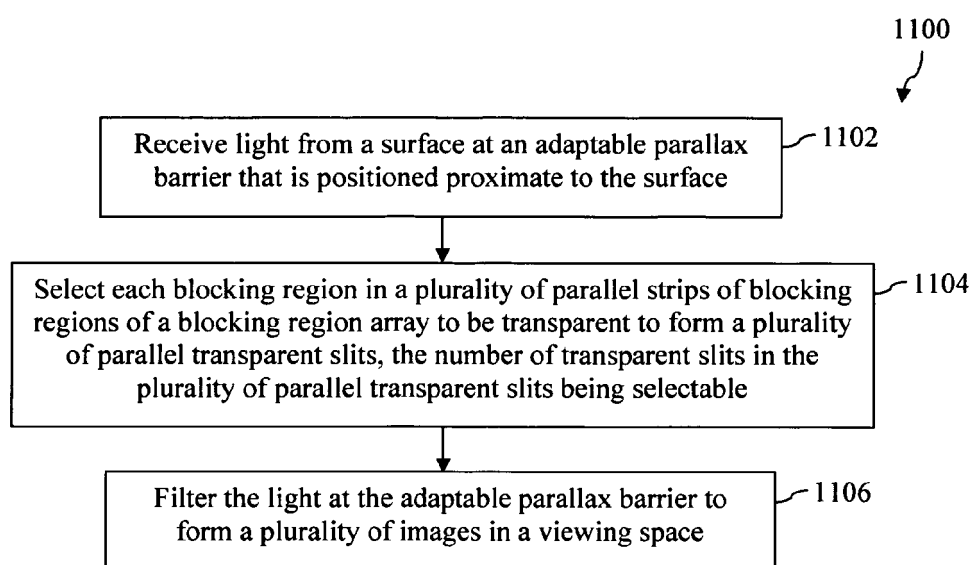 1100
Receive light from a surface at an adaptable parallax
barrier that is positioned proximate to the surface
1102
Select each blocking region in a plurality of parallel strips of blocking
regions of a blocking region array to be transparent to form a plurality
of parallel transparent slits, the number of transparent slits in the
plurality of parallel transparent slits being selectable
1104
Filter the light at the adaptable parallax barrier to
form a plurality of images in a viewing space
1106